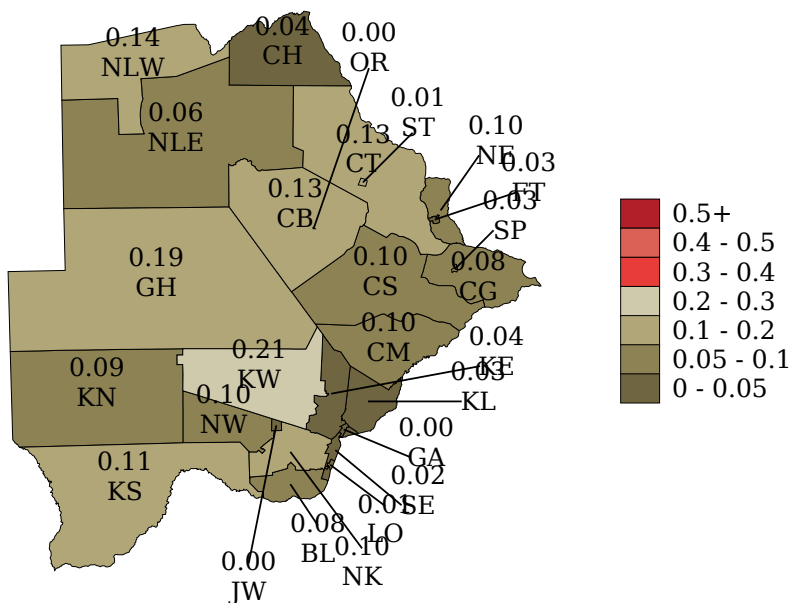 0.14
NLW
0.04
CH
0.00
OR
0.06
NLE
0.01
ST
0.13
CT
0.10
NE
0.03
FT
0.13
CB
0.03
SP
0.19
GH
0.10
CS
0.08
CG
0.10
CM
0.21
KW
0.04
KE
0.09
KN
0.03
KL
0.10
NW
0.00
GA
0.11
KS
0.02
SE
0.01
LO
0.08
BL
0.10
NK
0.00
JW
0.5+
0.4 - 0.5
0.3 - 0.4
0.2 - 0.3
0.1 - 0.2
0.05 - 0.1
0 - 0.05